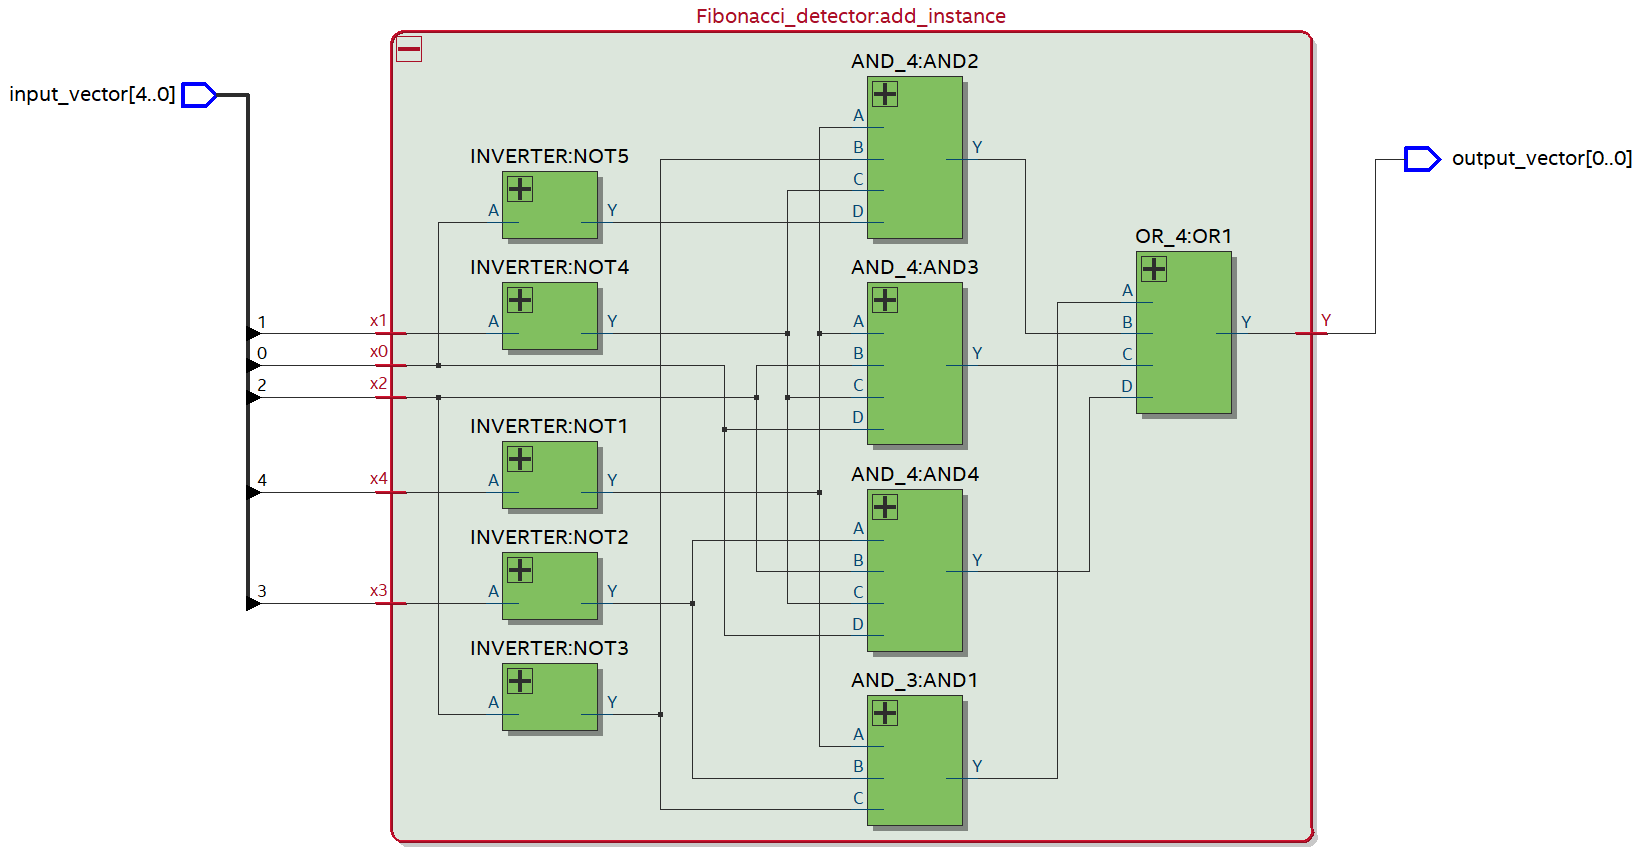 Fibonacci_detector:add_instance
input_vector[4..0]
1
0
2
4
3
x1
x0
x2
x4
x3
INVERTER:NOT5
A
Y
INVERTER:NOT4
A
Y
INVERTER:NOT1
A
Y
INVERTER:NOT2
A
Y
INVERTER:NOT3
A
Y
AND_4:AND2
A
B
C
D
Y
AND_4:AND3
A
B
C
D
Y
AND_4:AND4
A
B
C
D
Y
AND_3:AND1
A
B
C
Y
OR_4:OR1
A
B
C
D
Y
Y
output_vector[0..0]